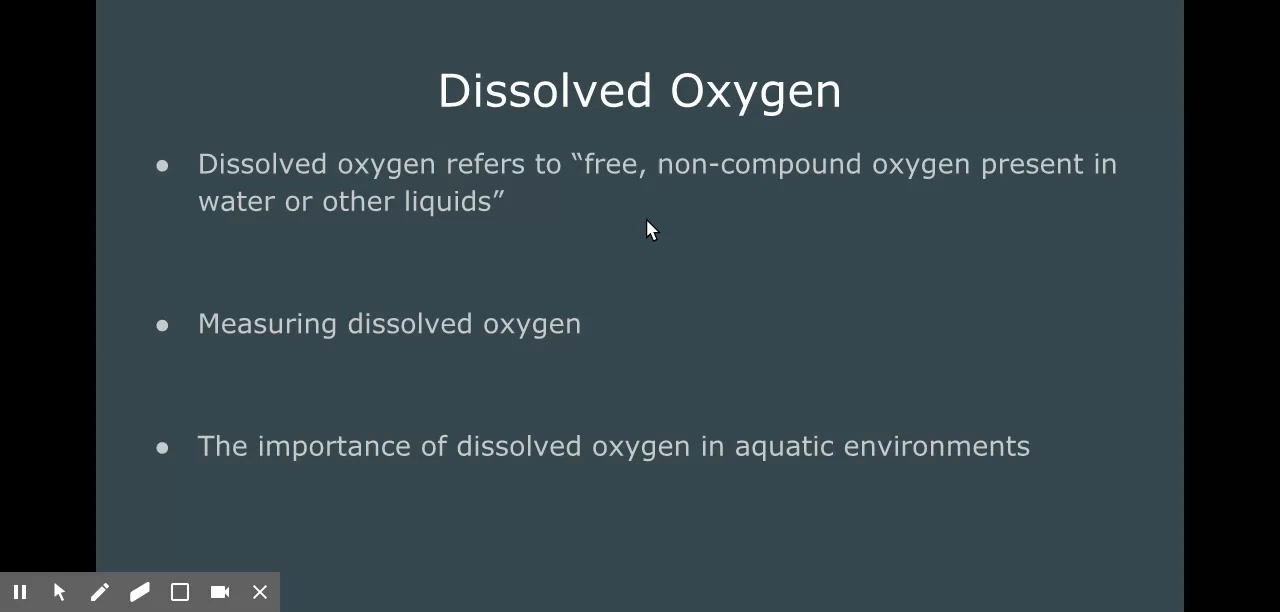 Dissolved Oxygen
● Dissolved oxygen refers to “free, non-compound oxygen present in
water or other liquids”
● Measuring dissolved oxygen
● The importance of dissolved oxygen in aquatic environments